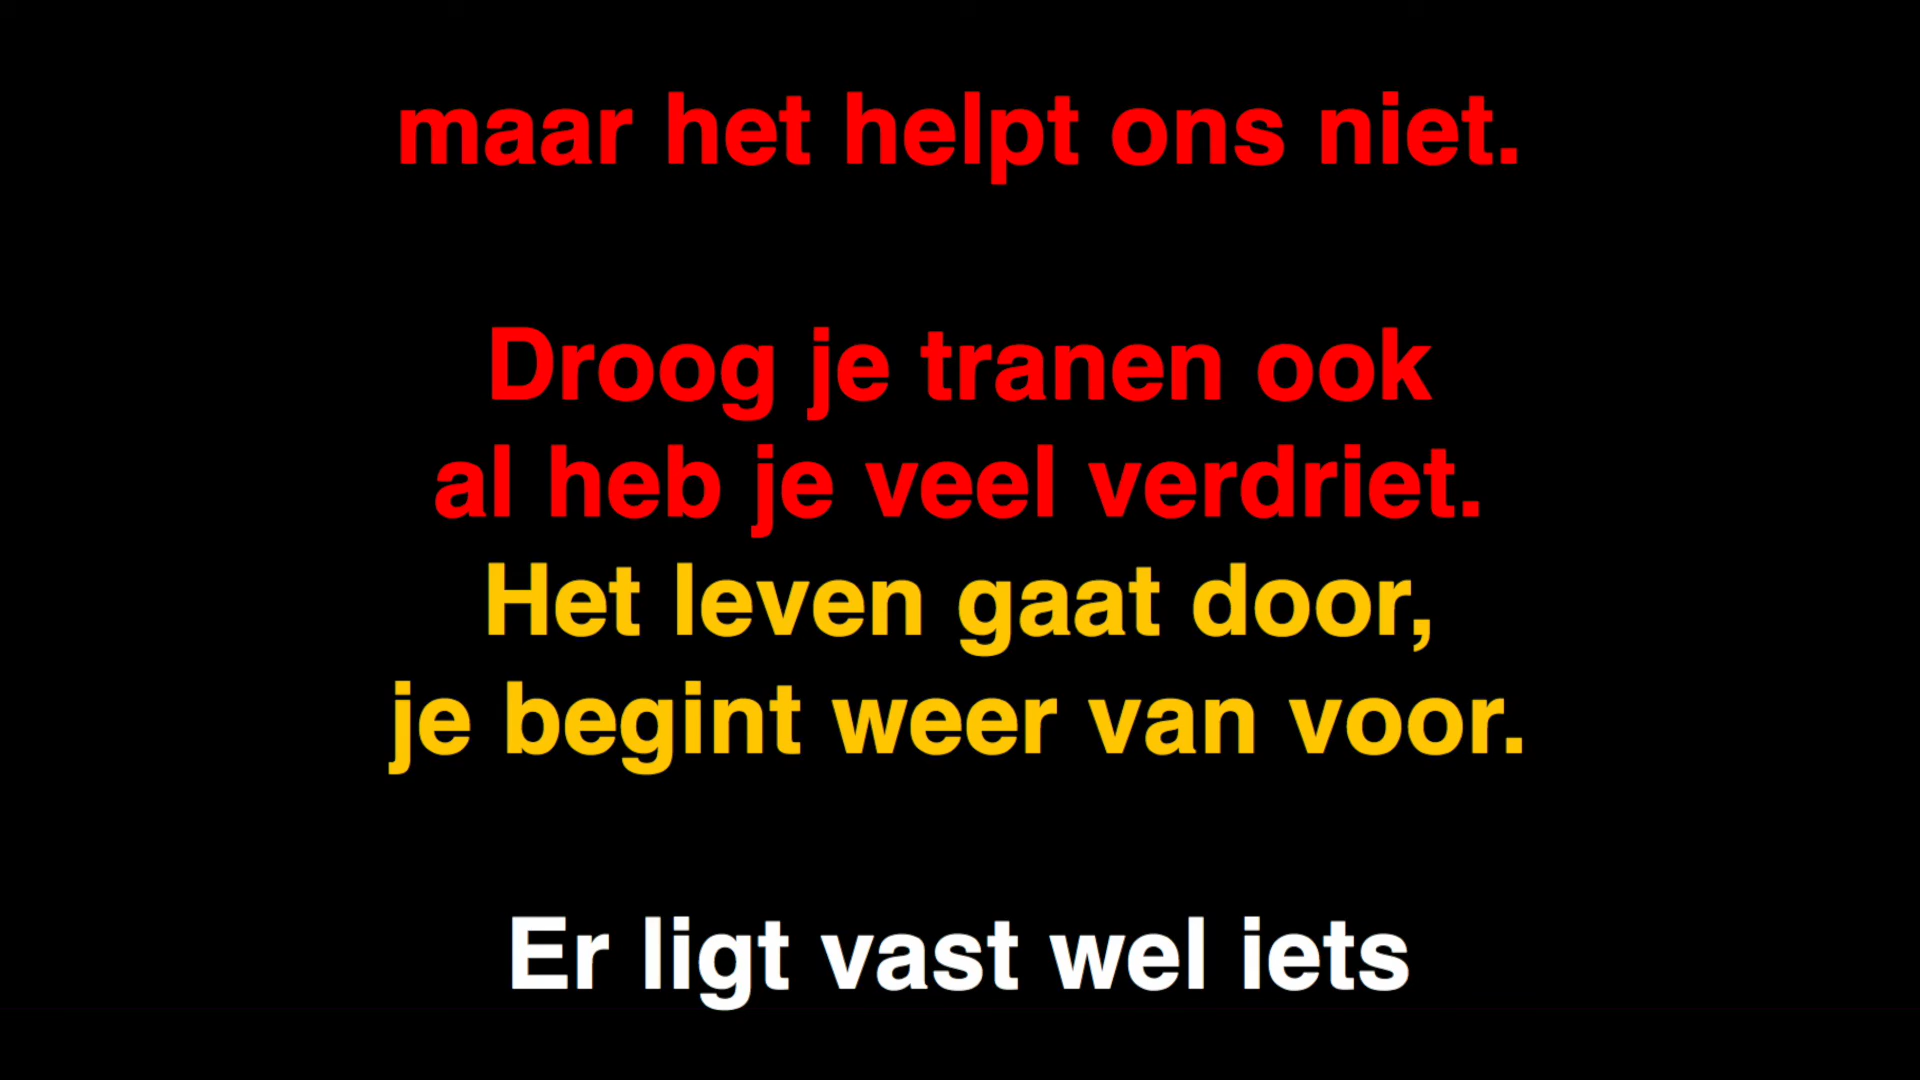 maar het helpt ons niet.
Droog je tranen ook
al heb je veel verdriet.
Het leven gaat door,
je begint weer van voor.
Er ligt vast wel iets